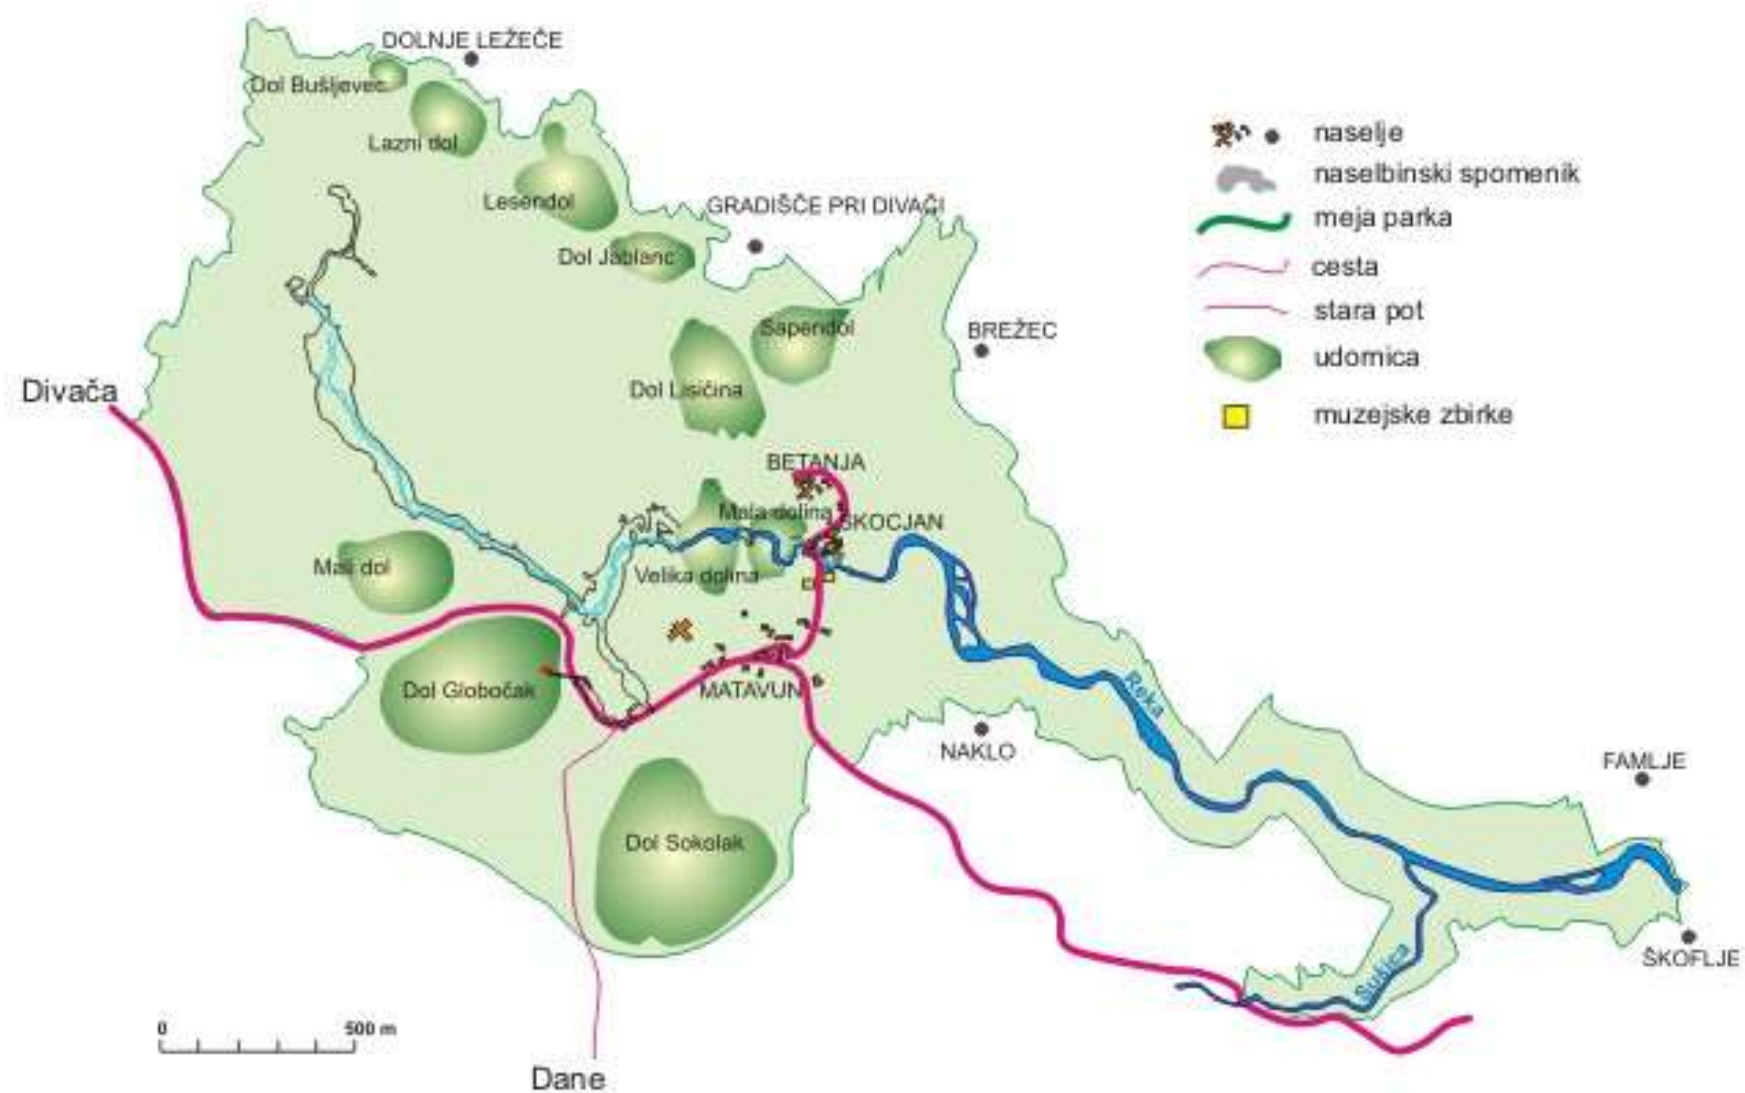 DOLNJE LEŽEČE
Dol Bušljevec
Lazni dol
Lesendol
GRADIŠČE PRI DIVAČI
Dol Jablanc
Sapendol
BREŽEC
Dol Lisičina
Divača
BETANJA
Mala dolina
ŠKOCJAN
Mali dol
Velika dolina
Dol Globočak
MATAVUN
Reka
NAKLO
FAMLJE
Dol Sokolak
Sušica
ŠKOFLJE
0 500 m
Dane
naselje
naselbinski spomenik
meja parka
cesta
stara pot
udornica
muzejske zbirke